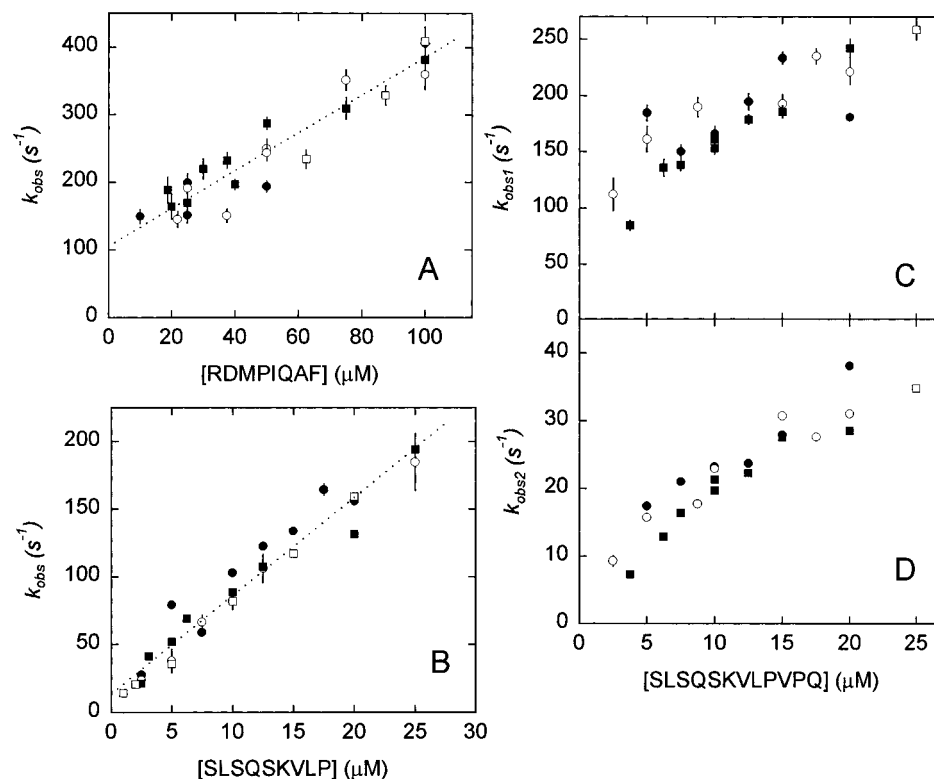 400
300
200
100
0
k_obs (s⁻¹)
A
0 20 40 60 80 100
[RDMPIQAF] (μM)
200
150
100
50
0
k_obs (s⁻¹)
B
0 5 10 15 20 25 30
[SLSQSKVLP] (μM)
250
200
150
100
50
0
k_obs1 (s⁻¹)
C
40
30
20
10
0
k_obs2 (s⁻¹)
D
0 5 10 15 20 25
[SLSQSKVLPVPQ] (μM)